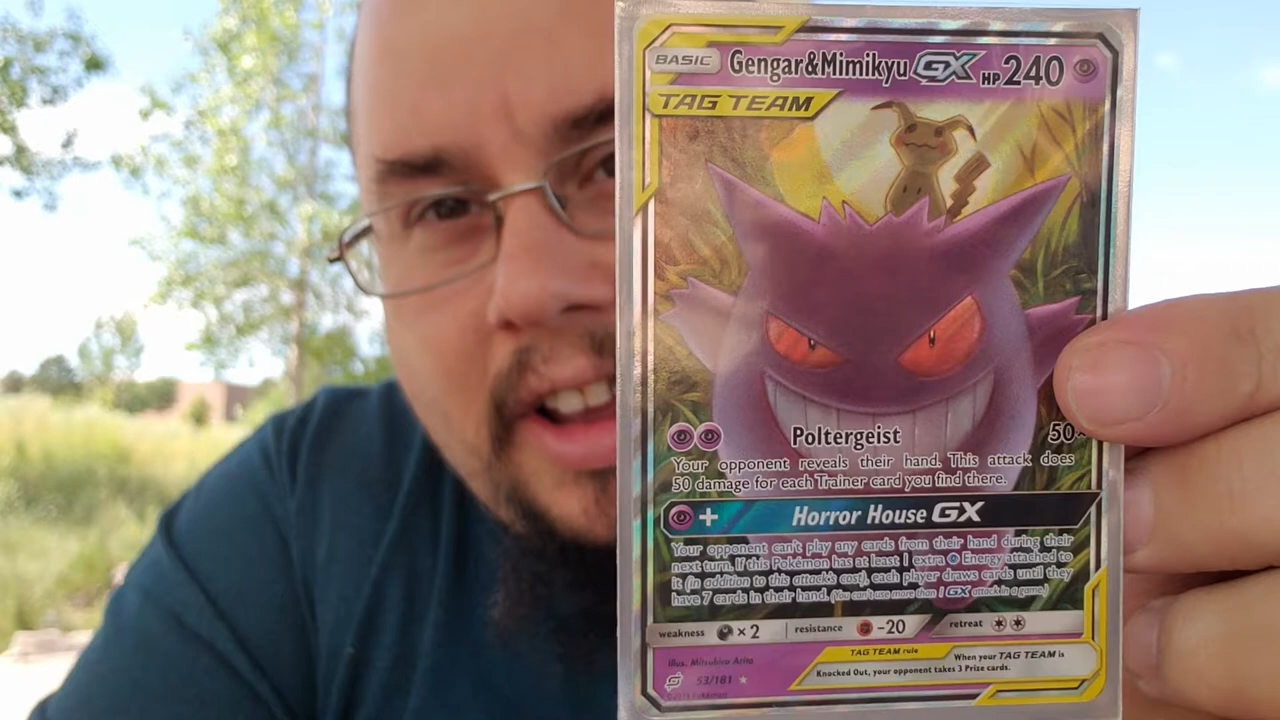 BASIC Gengar&Mimikyu GX HP 240
TAG TEAM
Poltergeist 50×
Your opponent reveals their hand. This attack does
50 damage for each Trainer card you find there.
+ Horror House GX
Your opponent can't play any cards from their hand during their
next turn. If this Pokémon has at least 1 extra Energy attached to
it (in addition to this attack's cost), each player draws cards until they
have 7 cards in their hand. (You can't use more than 1 GX attack in a game.)
weakness ×2 resistance -20 retreat
TAG TEAM rule
When your TAG TEAM is
Knocked Out, your opponent takes 3 Prize cards.
Illus. Mitsuhiro Arita
53/181
©2019 Pokémon